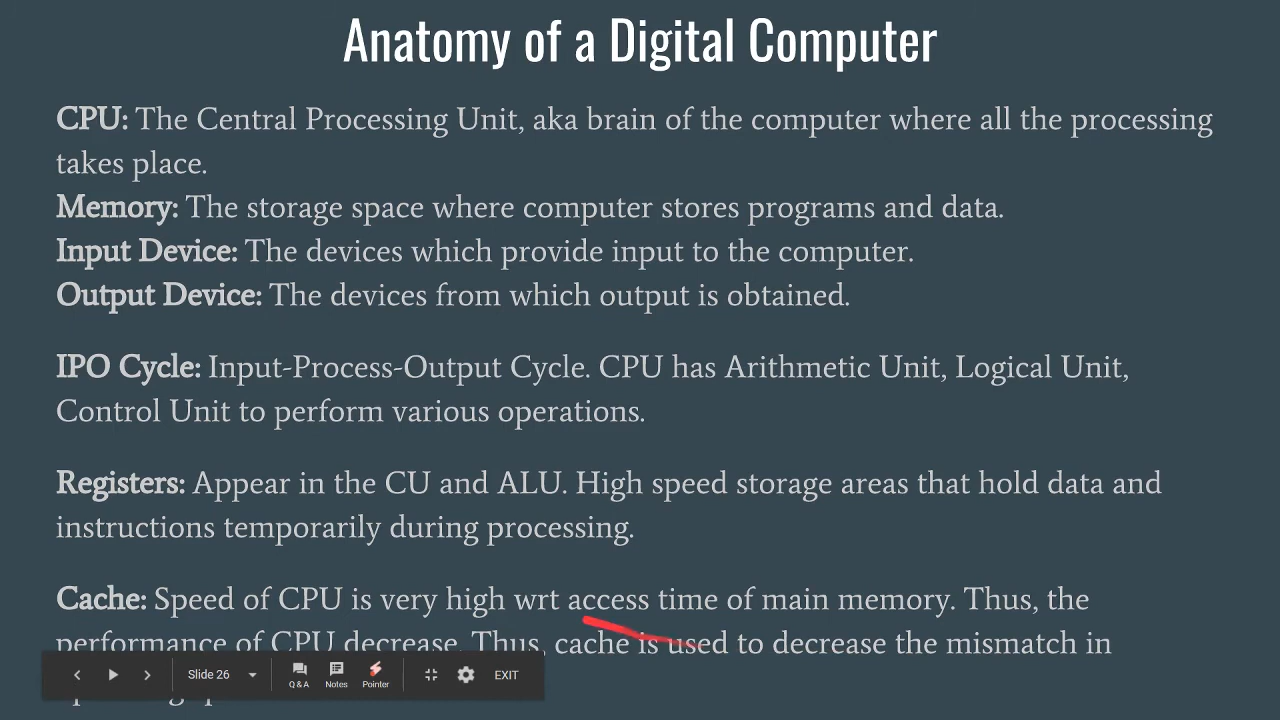 Anatomy of a Digital Computer
CPU: The Central Processing Unit, aka brain of the computer where all the processing
takes place.
Memory: The storage space where computer stores programs and data.
Input Device: The devices which provide input to the computer.
Output Device: The devices from which output is obtained.
IPO Cycle: Input-Process-Output Cycle. CPU has Arithmetic Unit, Logical Unit,
Control Unit to perform various operations.
Registers: Appear in the CU and ALU. High speed storage areas that hold data and
instructions temporarily during processing.
Cache: Speed of CPU is very high wrt access time of main memory. Thus, the
performance of CPU decrease. Thus, cache is used to decrease the mismatch in
Slide 26 Q & A Notes Pointer EXIT